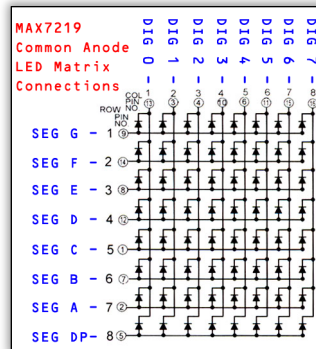 MAX7219
Common Anode
LED Matrix
Connections
DIG 0 -
DIG 1 -
DIG 2 -
DIG 3 -
DIG 4 -
DIG 5 -
DIG 6 -
DIG 7 -
COL 1 2 3 4 5 6 7 8
PIN NO 13 3 4 10 6 11 15 16
ROW PIN NO
SEG G - 1 9
SEG F - 2 14
SEG E - 3 8
SEG D - 4 12
SEG C - 5 1
SEG B - 6 7
SEG A - 7 2
SEG DP- 8 5